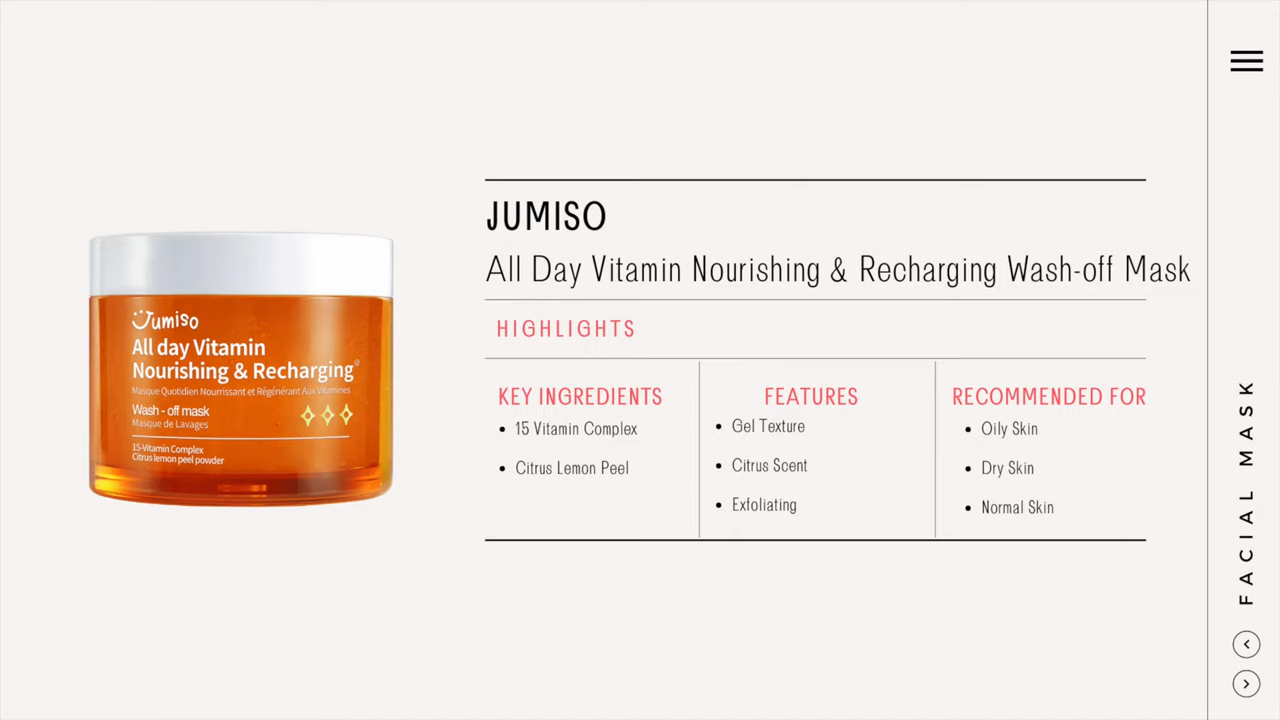 Jumiso
All day Vitamin
Nourishing & Recharging
Masque Quotidien Nourrissant et Régénérant Aux Vitamines
Wash - off mask
Masque de Lavages
15-Vitamin Complex
Citrus lemon peel powder
JUMISO
All Day Vitamin Nourishing & Recharging Wash-off Mask
HIGHLIGHTS
KEY INGREDIENTS
• 15 Vitamin Complex
• Citrus Lemon Peel
FEATURES
• Gel Texture
• Citrus Scent
• Exfoliating
RECOMMENDED FOR
• Oily Skin
• Dry Skin
• Normal Skin
FACIAL MASK